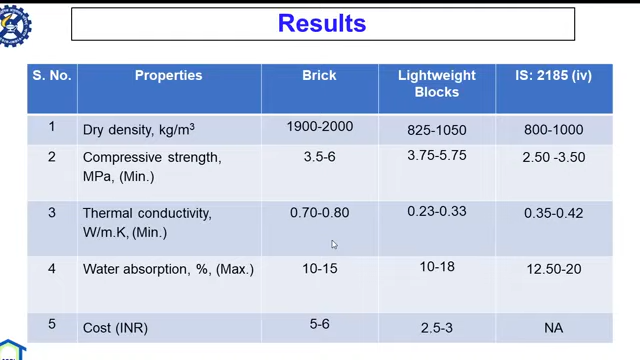 Results
S. No. Properties Brick Lightweight Blocks IS: 2185 (iv)
1 Dry density, kg/m³ 1900-2000 825-1050 800-1000
2 Compressive strength, MPa, (Min.) 3.5-6 3.75-5.75 2.50 -3.50
3 Thermal conductivity, W/m.K, (Min.) 0.70-0.80 0.23-0.33 0.35-0.42
4 Water absorption, %, (Max.) 10-15 10-18 12.50-20
5 Cost (INR) 5-6 2.5-3 NA